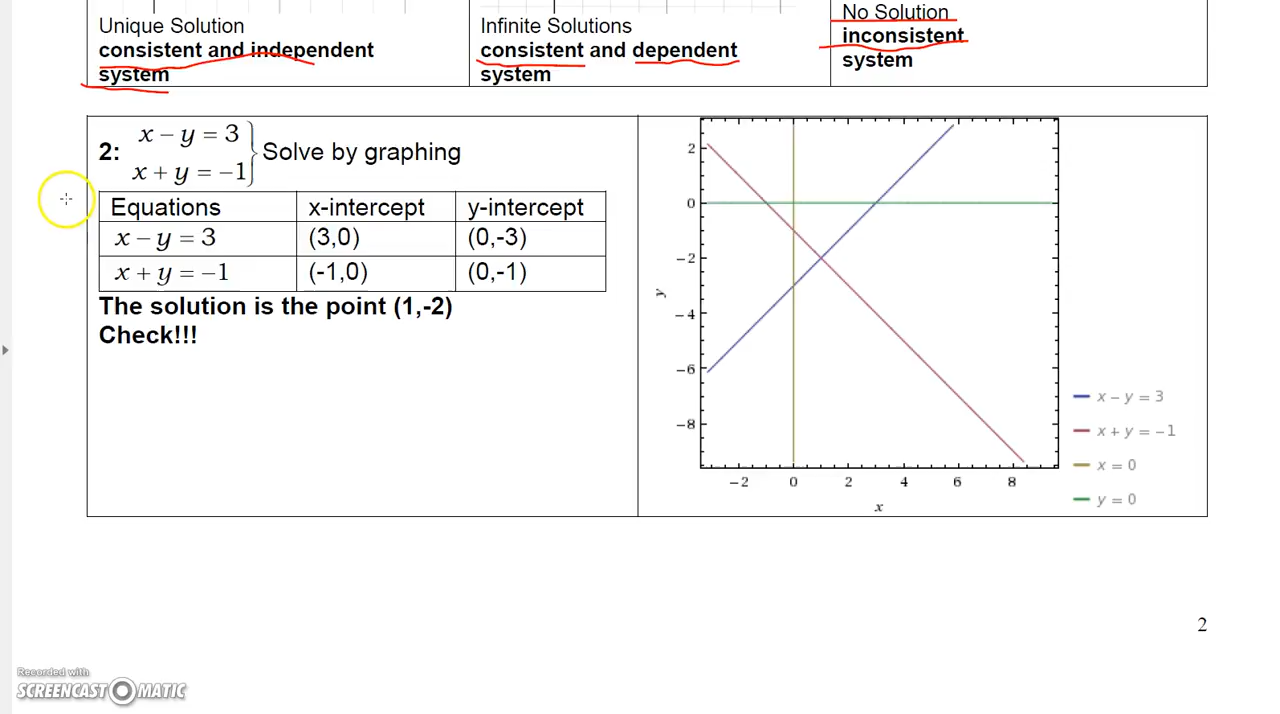 Unique Solution
consistent and independent
system
Infinite Solutions
consistent and dependent
system
No Solution
inconsistent
system
2: x − y = 3
x + y = −1
Solve by graphing
Equations x-intercept y-intercept
x − y = 3 (3,0) (0,-3)
x + y = −1 (-1,0) (0,-1)
The solution is the point (1,-2)
Check!!!
2
0
−2
−4
−6
−8
y
−2 0 2 4 6 8
x
x − y = 3
x + y = −1
x = 0
y = 0
2
Recorded with
SCREENCAST MATIC